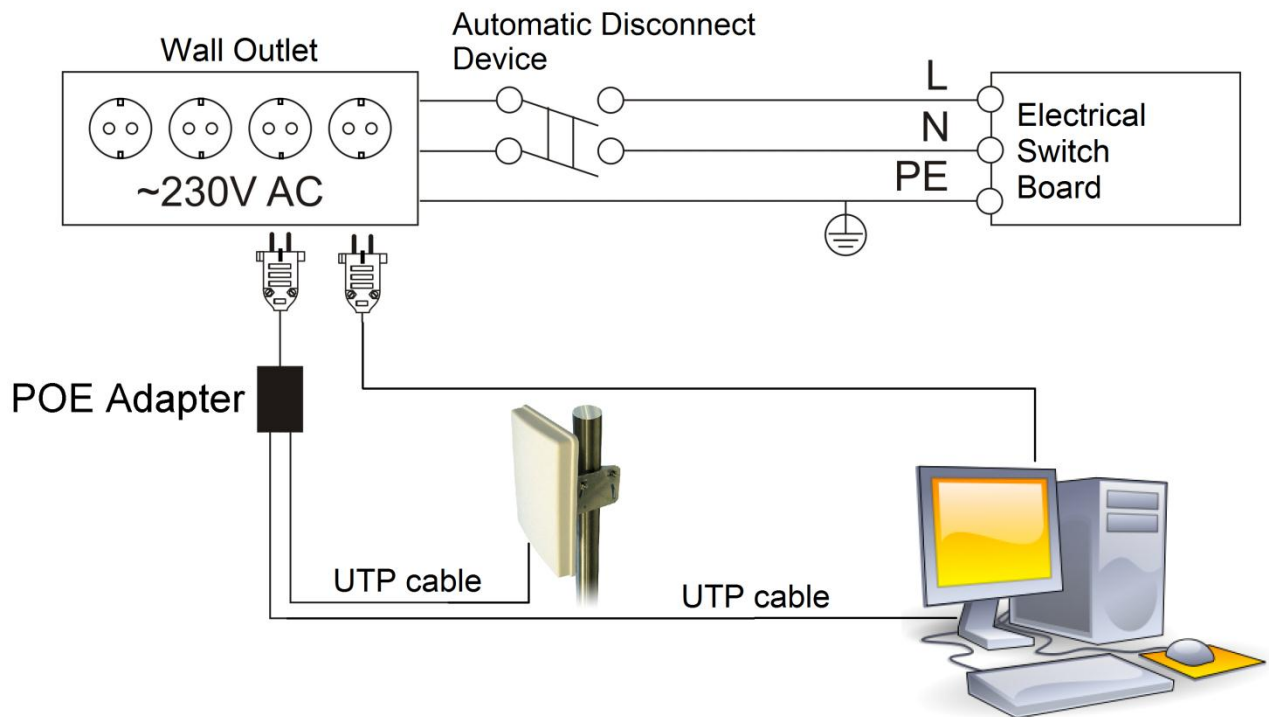 Wall Outlet
Automatic Disconnect
Device
L
N
PE
Electrical
Switch
Board
~230V AC
POE Adapter
UTP cable
UTP cable